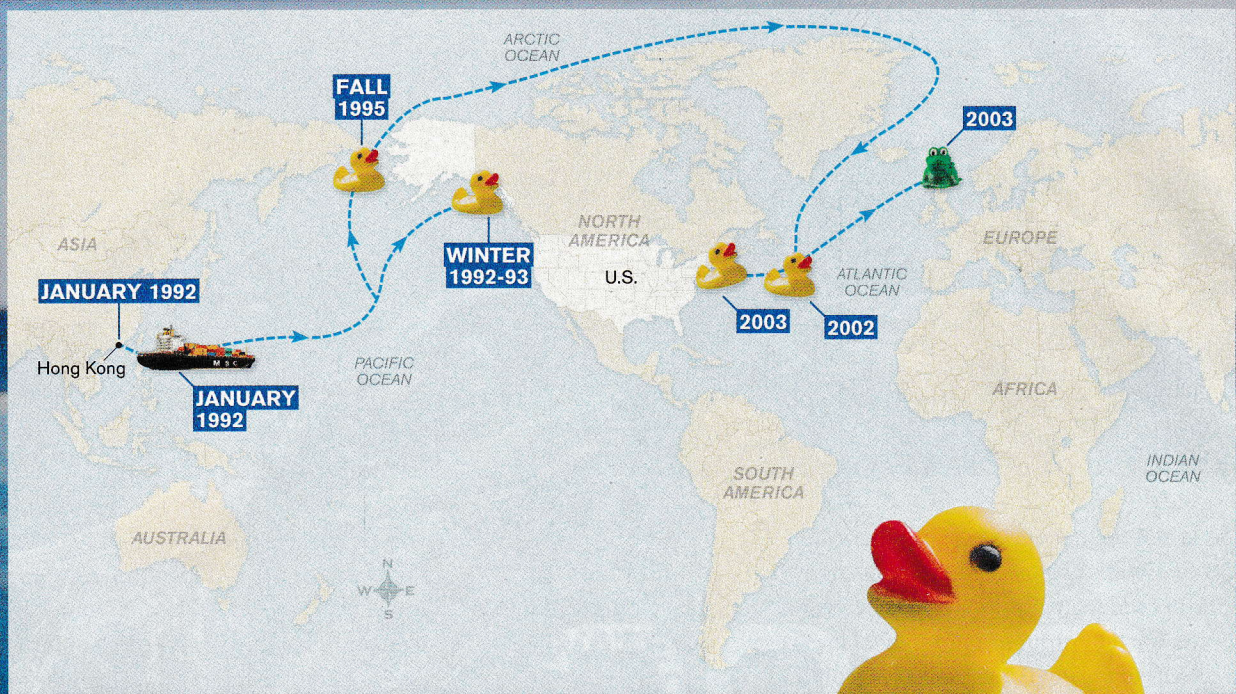 ARCTIC
OCEAN
FALL
1995
2003
NORTH
AMERICA
ASIA
EUROPE
WINTER
1992-93
U.S.
ATLANTIC
OCEAN
JANUARY 1992
2003
2002
Hong Kong
MSC
PACIFIC
OCEAN
JANUARY
1992
AFRICA
INDIAN
OCEAN
SOUTH
AMERICA
AUSTRALIA
N
W E
S